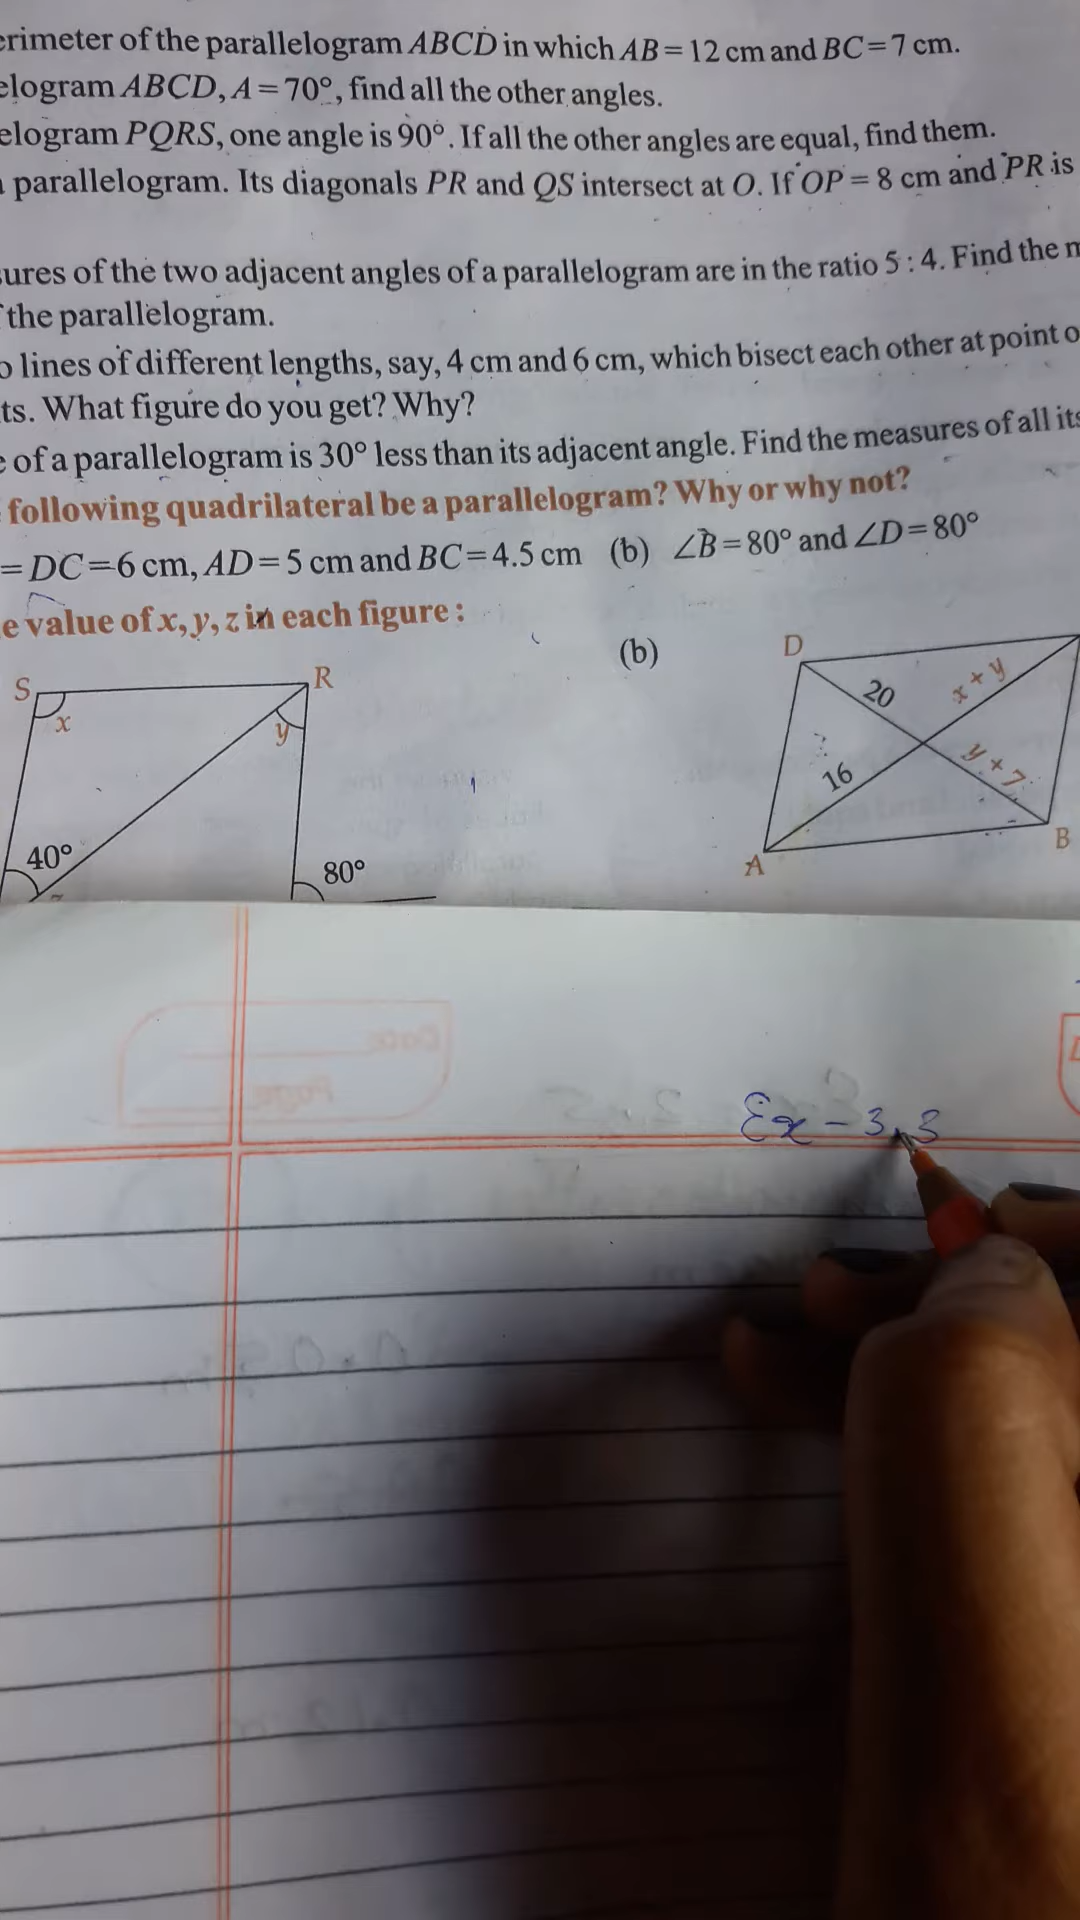 perimeter of the parallelogram ABCD in which AB = 12 cm and BC = 7 cm.
ABCD, A = 70°, find all the other angles.
PQRS, one angle is 90°. If all the other angles are equal, find them.
parallelogram. Its diagonals PR and QS intersect at O. If OP = 8 cm and PR is
of the two adjacent angles of a parallelogram are in the ratio 5 : 4. Find the
the parallelogram.
lines of different lengths, say, 4 cm and 6 cm, which bisect each other at point
What figure do you get? Why?
of a parallelogram is 30° less than its adjacent angle. Find the measures of all its
following quadrilateral be a parallelogram? Why or why not?
= DC = 6 cm, AD = 5 cm and BC = 4.5 cm (b) ∠B = 80° and ∠D = 80°
value of x, y, z in each figure :
(b)
S
R
x
y
40°
80°
D
20
x + y
16
y + 7
A
B
Ex - 3.3